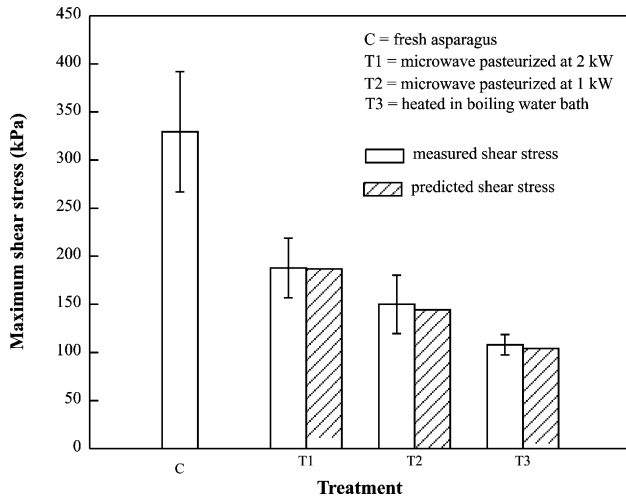 450
400
350
300
250
200
150
100
50
0
Maximum shear stress (kPa)
C = fresh asparagus
T1 = microwave pasteurized at 2 kW
T2 = microwave pasteurized at 1 kW
T3 = heated in boiling water bath
measured shear stress
predicted shear stress
C
T1
T2
T3
Treatment